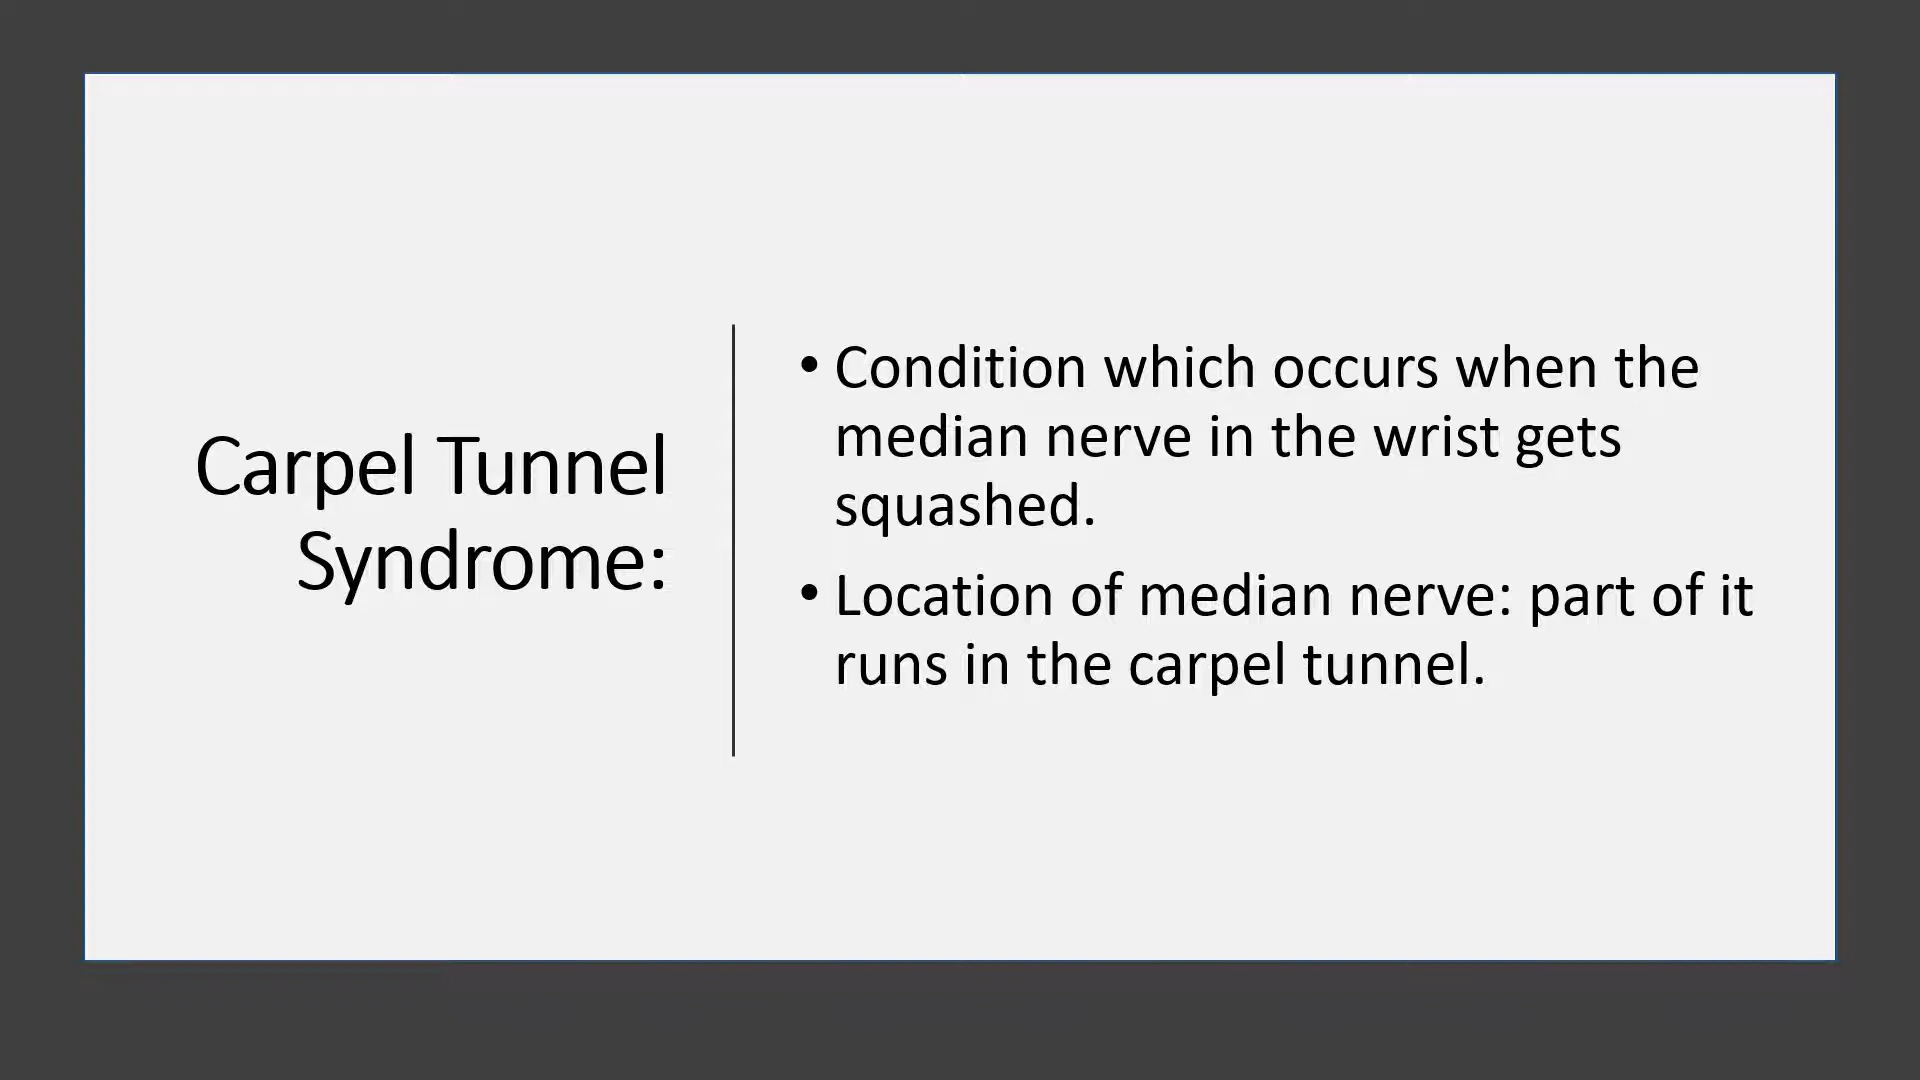 Carpel Tunnel
Syndrome:
• Condition which occurs when the
median nerve in the wrist gets
squashed.
• Location of median nerve: part of it
runs in the carpel tunnel.